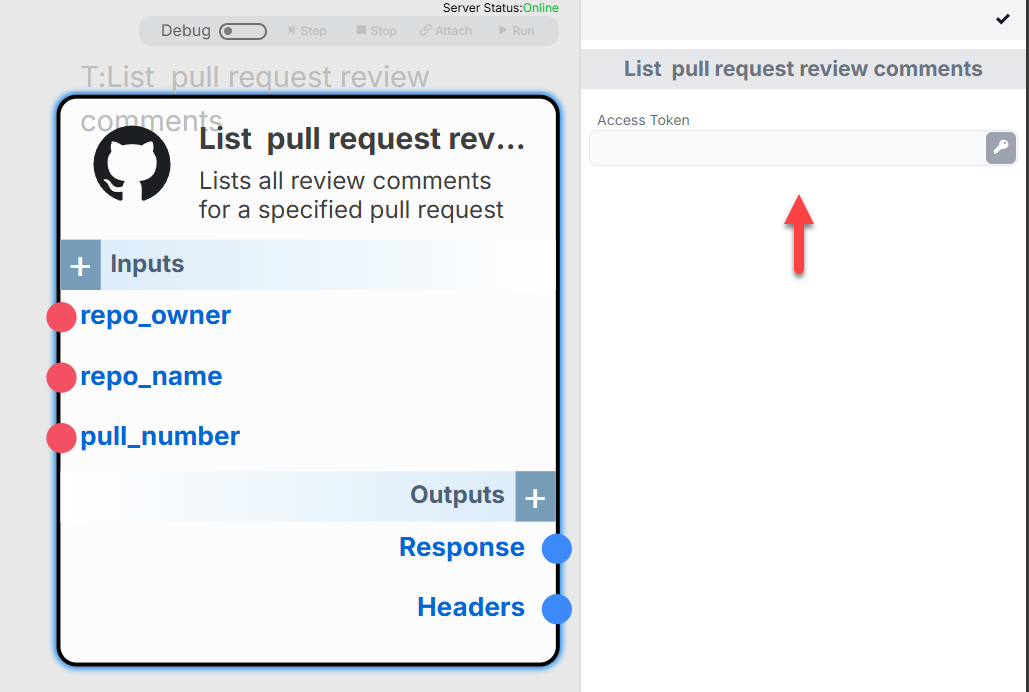 Server Status:Online
Debug Step Stop Attach Run
T:List  pull request review
comments
List  pull request rev...
Lists all review comments
for a specified pull request
+ Inputs
repo_owner
repo_name
pull_number
Outputs +
Response
Headers
List  pull request review comments
Access Token